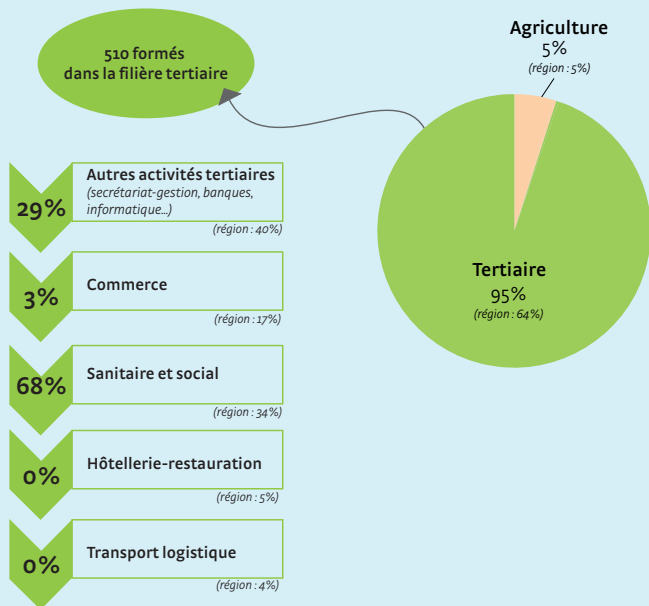 510 formés
dans la filière tertiaire
Agriculture
5%
(région : 5%)
Tertiaire
95%
(région : 64%)
29%
Autres activités tertiaires
(secrétariat-gestion, banques,
informatique...)
(région : 40%)
3%
Commerce
(région : 17%)
68%
Sanitaire et social
(région : 34%)
0%
Hôtellerie-restauration
(région : 5%)
0%
Transport logistique
(région : 4%)